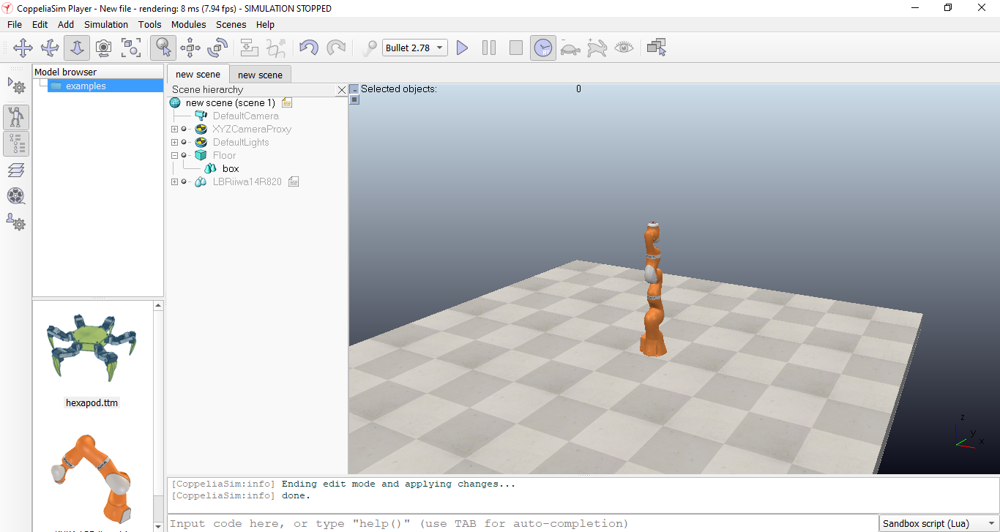 CoppeliaSim Player - New file - rendering: 8 ms (7.94 fps) - SIMULATION STOPPED
File Edit Add Simulation Tools Modules Scenes Help
Bullet 2.78
Model browser
examples
hexapod.ttm
new scene new scene
Scene hierarchy
new scene (scene 1)
DefaultCamera
XYZCameraProxy
DefaultLights
Floor
box
LBRiiwa14R820
Selected objects: 0
z
y
x
[CoppeliaSim:info] Ending edit mode and applying changes...
[CoppeliaSim:info] done.
Input code here, or type "help()" (use TAB for auto-completion)
Sandbox script (Lua)